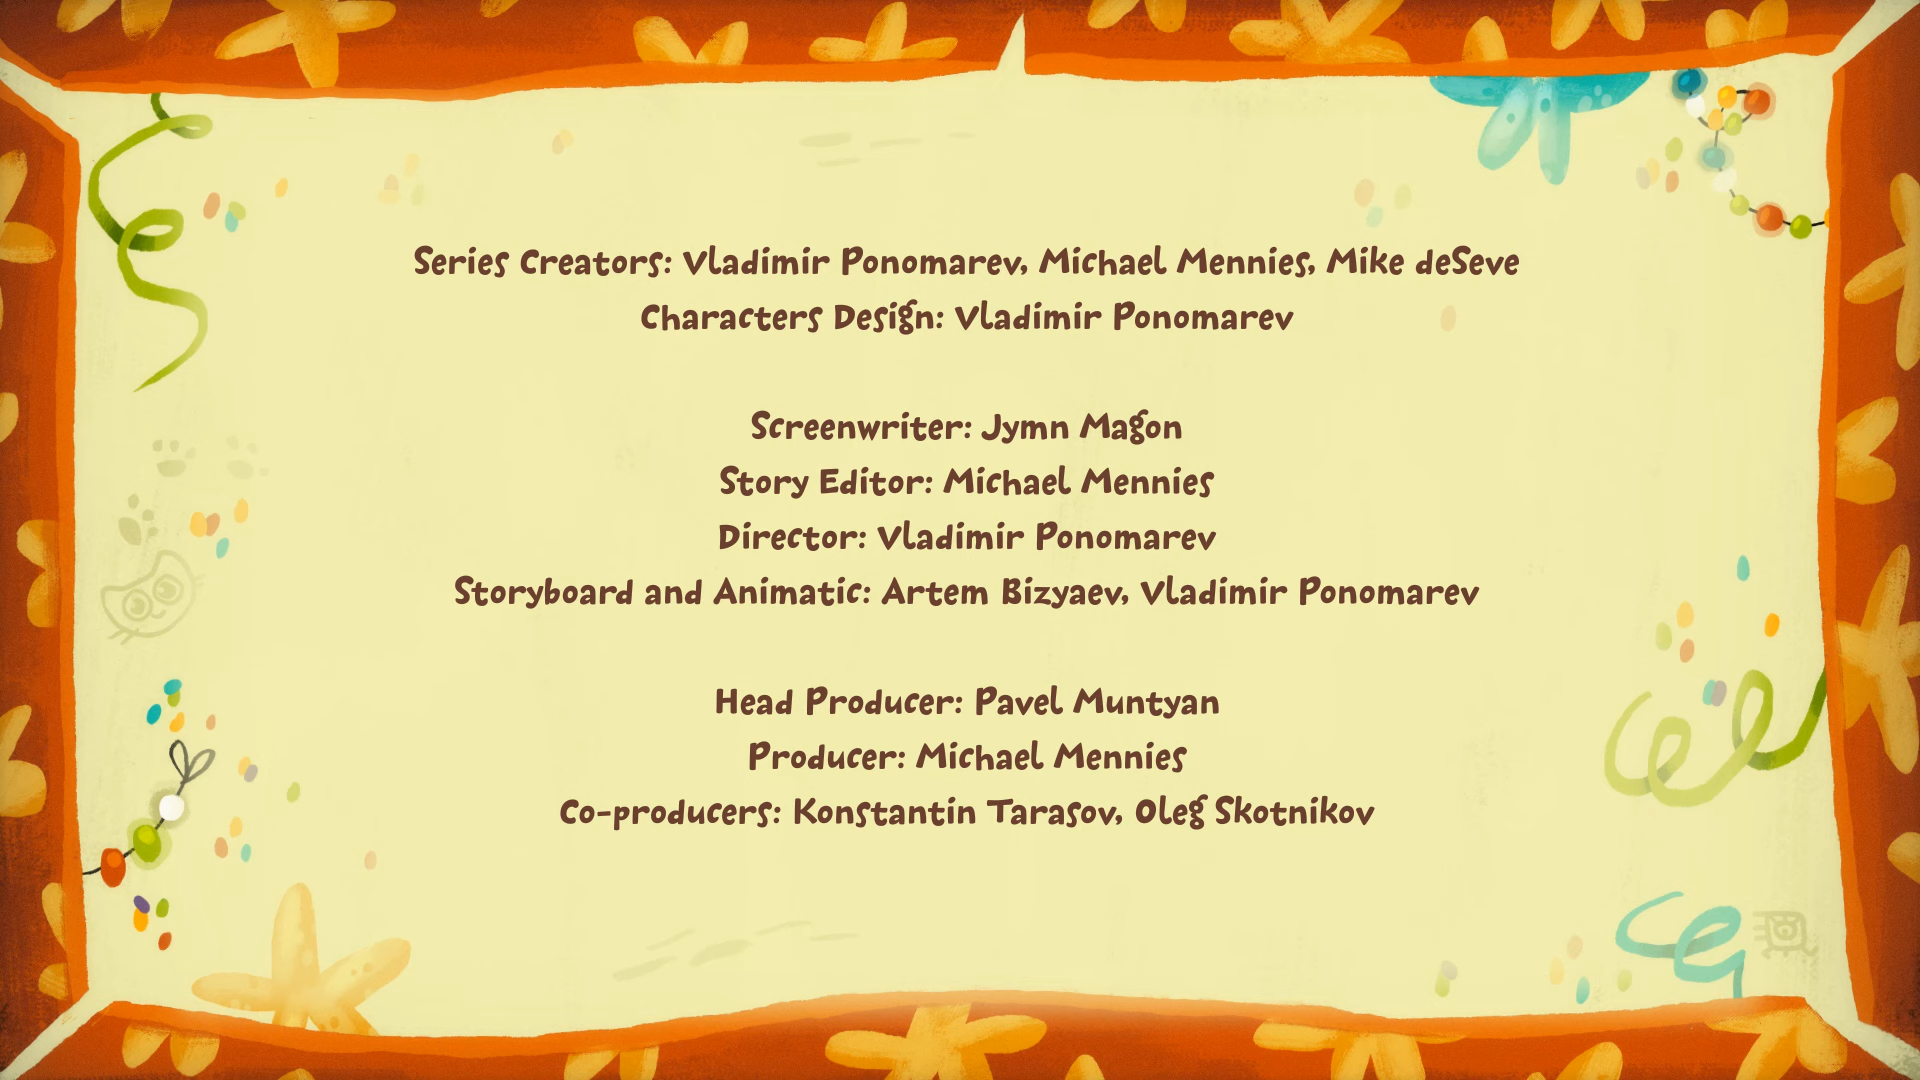 Series Creators: Vladimir Ponomarev, Michael Mennies, Mike deSeve
Characters Design: Vladimir Ponomarev
Screenwriter: Jymn Magon
Story Editor: Michael Mennies
Director: Vladimir Ponomarev
Storyboard and Animatic: Artem Bizyaev, Vladimir Ponomarev
Head Producer: Pavel Muntyan
Producer: Michael Mennies
Co-producers: Konstantin Tarasov, Oleg Skotnikov